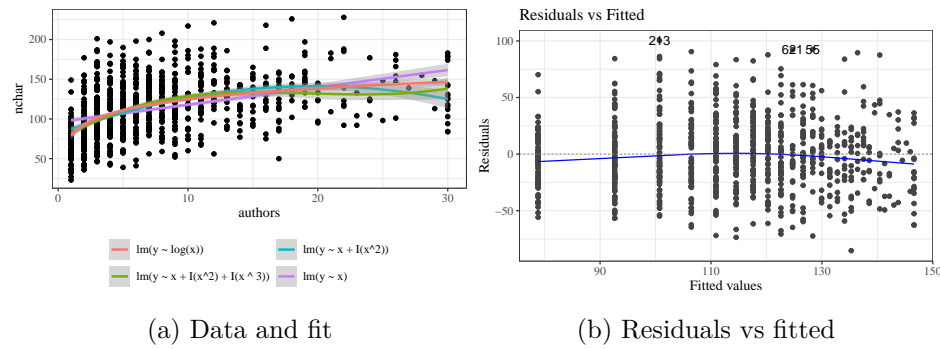 Residuals vs Fitted
nchar
200
150
100
50
0
10
20
30
authors
lm(y ~ log(x))
lm(y ~ x + I(x^2))
lm(y ~ x + I(x^2) + I(x ^ 3))
lm(y ~ x)
Residuals
100
50
0
−50
213
90
110
130
150
Fitted values
(a) Data and fit
(b) Residuals vs fitted